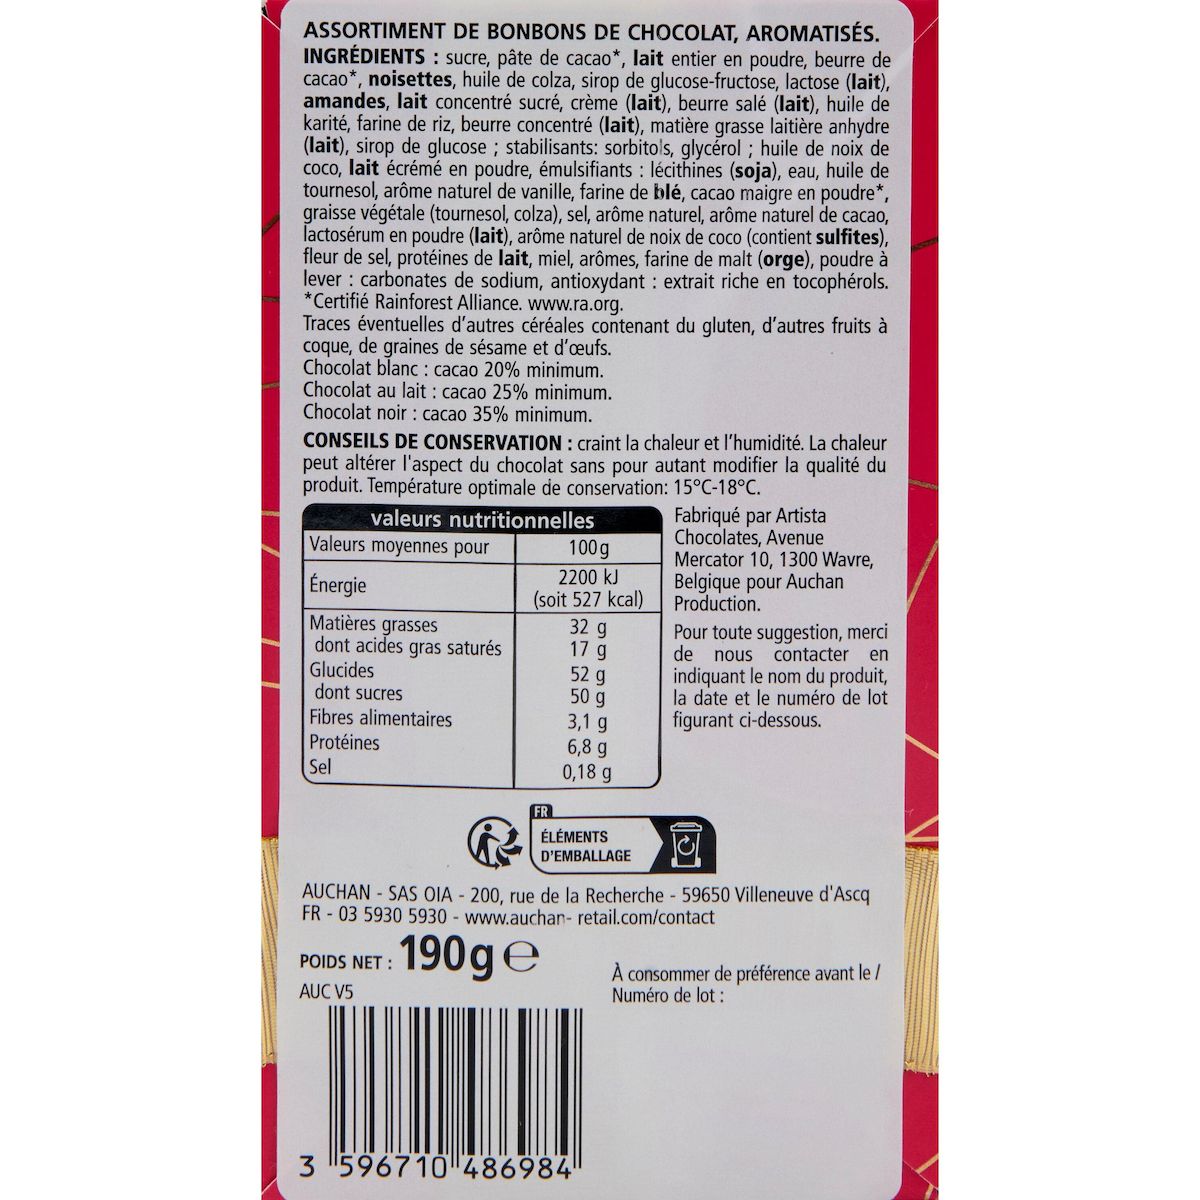 ASSORTIMENT DE BONBONS DE CHOCOLAT, AROMATISÉS.
INGRÉDIENTS : sucre, pâte de cacao*, lait entier en poudre, beurre de
cacao*, noisettes, huile de colza, sirop de glucose-fructose, lactose (lait),
amandes, lait concentré sucré, crème (lait), beurre salé (lait), huile de
karité, farine de riz, beurre concentré (lait), matière grasse laitière anhydre
(lait), sirop de glucose ; stabilisants: sorbitols, glycérol ; huile de noix de
coco, lait écrémé en poudre, émulsifiants : lécithines (soja), eau, huile de
tournesol, arôme naturel de vanille, farine de blé, cacao maigre en poudre*,
graisse végétale (tournesol, colza), sel, arôme naturel, arôme naturel de cacao,
lactosérum en poudre (lait), arôme naturel de noix de coco (contient sulfites),
fleur de sel, protéines de lait, miel, arômes, farine de malt (orge), poudre à
lever : carbonates de sodium, antioxydant : extrait riche en tocophérols.
*Certifié Rainforest Alliance. www.ra.org.
Traces éventuelles d'autres céréales contenant du gluten, d'autres fruits à
coque, de graines de sésame et d'œufs.
Chocolat blanc : cacao 20% minimum.
Chocolat au lait : cacao 25% minimum.
Chocolat noir : cacao 35% minimum.
CONSEILS DE CONSERVATION : craint la chaleur et l'humidité. La chaleur
peut altérer l'aspect du chocolat sans pour autant modifier la qualité du
produit. Température optimale de conservation: 15°C-18°C.
valeurs nutritionnelles
Valeurs moyennes pour 100g
Énergie 2200 kJ
(soit 527 kcal)
Matières grasses 32 g
dont acides gras saturés 17 g
Glucides 52 g
dont sucres 50 g
Fibres alimentaires 3,1 g
Protéines 6,8 g
Sel 0,18 g
Fabriqué par Artista
Chocolates, Avenue
Mercator 10, 1300 Wavre,
Belgique pour Auchan
Production.
Pour toute suggestion, merci
de nous contacter en
indiquant le nom du produit,
la date et le numéro de lot
figurant ci-dessous.
FR
ÉLÉMENTS
D'EMBALLAGE
AUCHAN - SAS OIA - 200, rue de la Recherche - 59650 Villeneuve d'Ascq
FR - 03 5930 5930 - www.auchan- retail.com/contact
POIDS NET : 190g ℮
AUC V5
À consommer de préférence avant le /
Numéro de lot :
3 596710 486984